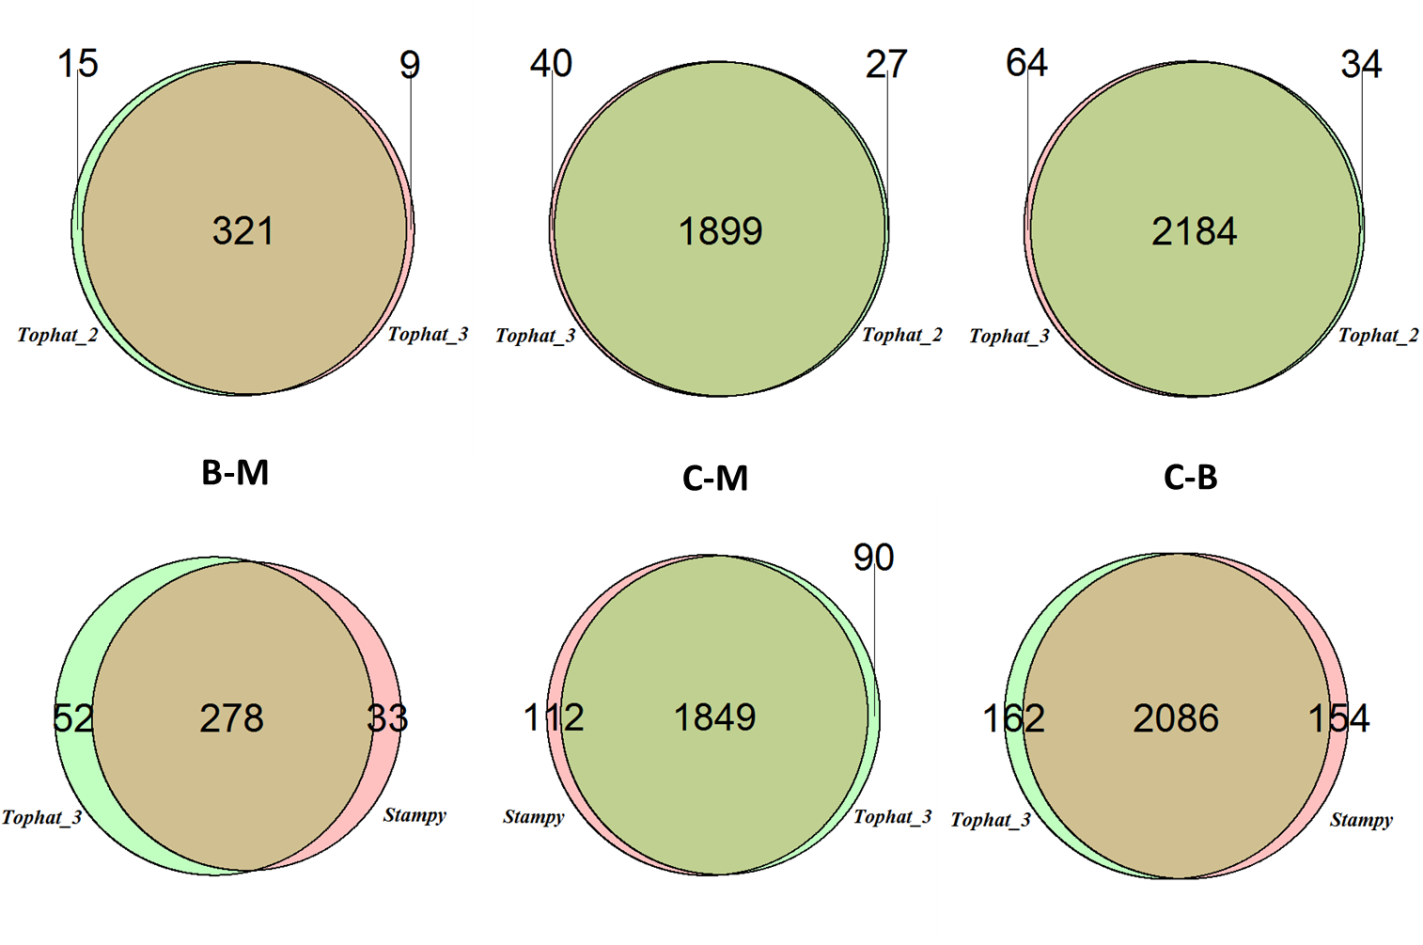 15 9 40 27 64 34
321 1899 2184
Tophat_2 Tophat_3 Tophat_3 Tophat_2 Tophat_3 Tophat_2
B-M C-M C-B
90
52 278 33 112 1849 162 2086 154
Tophat_3 Stampy Stampy Tophat_3 Tophat_3 Stampy